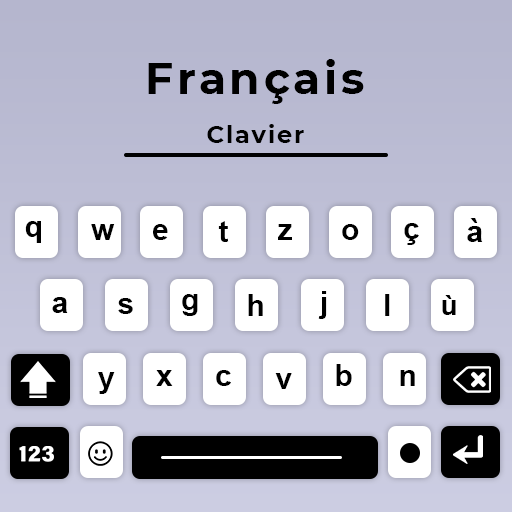 Français
Clavier
q w e t z o ç à
a s g h j l ù
y x c v b n
123